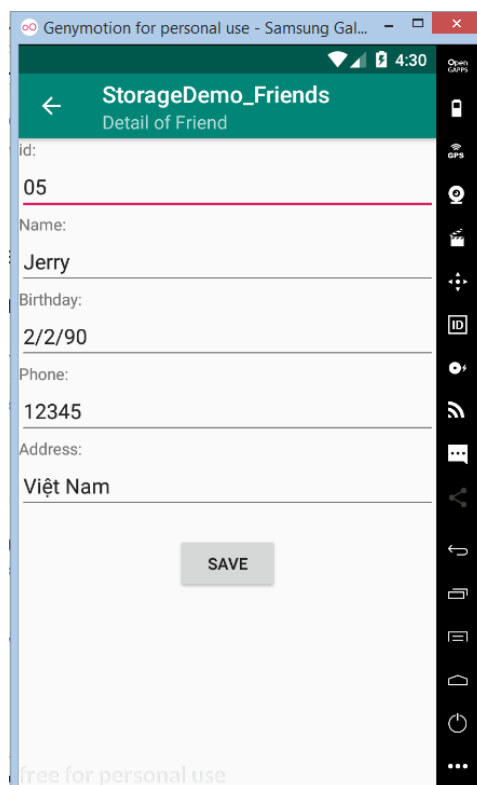 Genymotion for personal use - Samsung Gal...
4:30
Open
GAPPS
StorageDemo_Friends
Detail of Friend
id:
05
GPS
Name:
Jerry
Birthday:
2/2/90
ID
Phone:
12345
Address:
Việt Nam
SAVE
free for personal use